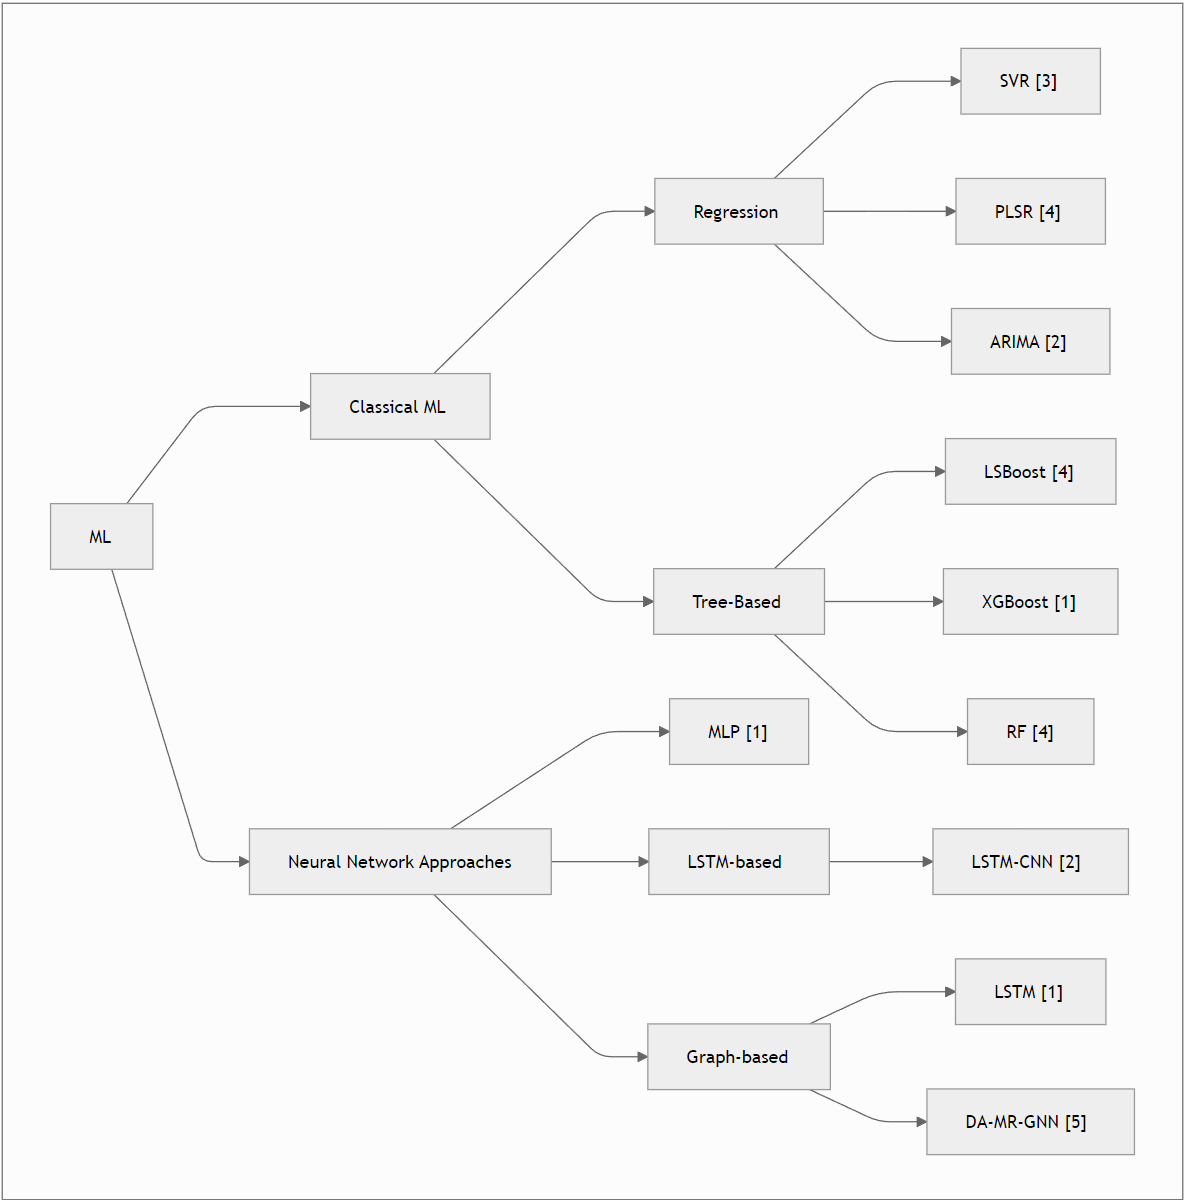 SVR [3]
Regression
PLSR [4]
ARIMA [2]
Classical ML
LSBoost [4]
ML
Tree-Based
XGBoost [1]
MLP [1]
RF [4]
Neural Network Approaches
LSTM-based
LSTM-CNN [2]
LSTM [1]
Graph-based
DA-MR-GNN [5]